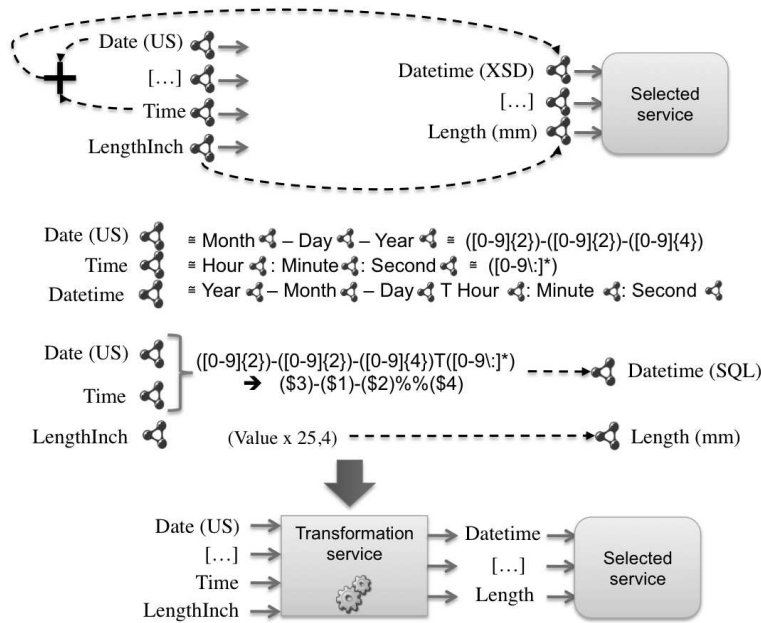 Date (US)
[…]
Time
LengthInch
Datetime (XSD)
[…]
Length (mm)
Selected
service
Date (US) ≅ Month – Day – Year ≅ ([0-9]{2})-([0-9]{2})-([0-9]{4})
Time ≅ Hour : Minute : Second ≅ ([0-9\:]*)
Datetime ≅ Year – Month – Day T Hour : Minute : Second
Date (US)
Time
([0-9]{2})-([0-9]{2})-([0-9]{4})T([0-9\:]*)
➔ ($3)-($1)-($2)%%($4)
Datetime (SQL)
LengthInch (Value x 25,4) Length (mm)
Date (US)
[…]
Time
LengthInch
Transformation
service
Datetime
[…]
Length
Selected
service